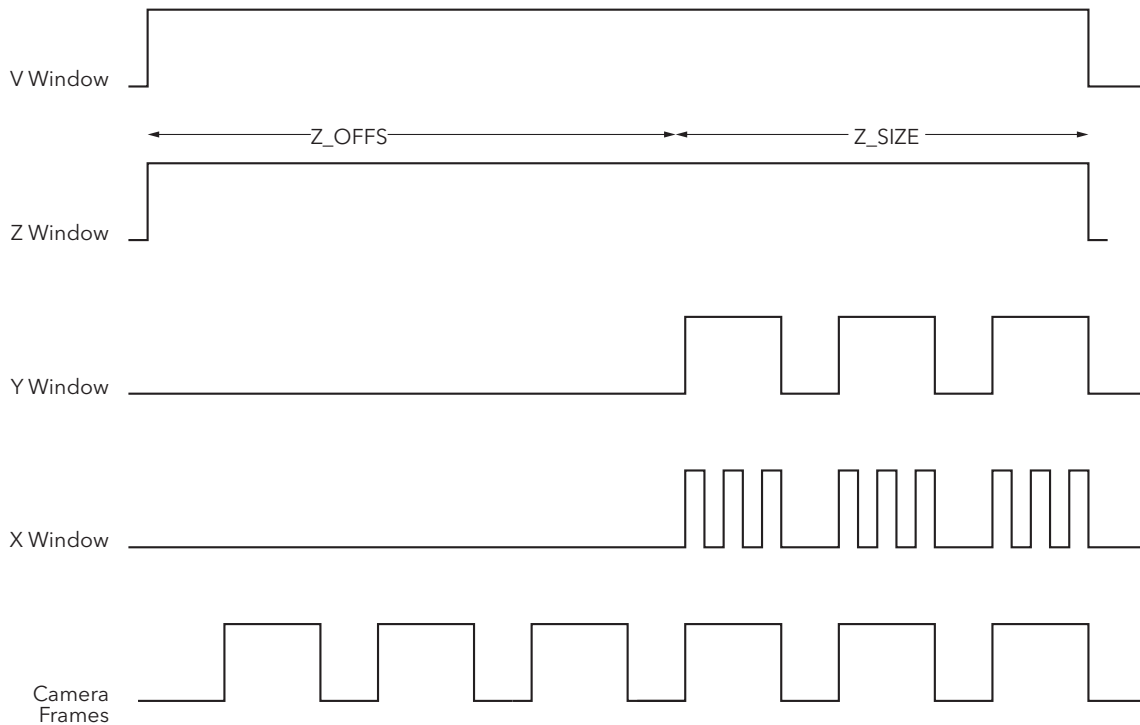 V Window
Z_OFFS
Z_SIZE
Z Window
Y Window
X Window
Camera
Frames